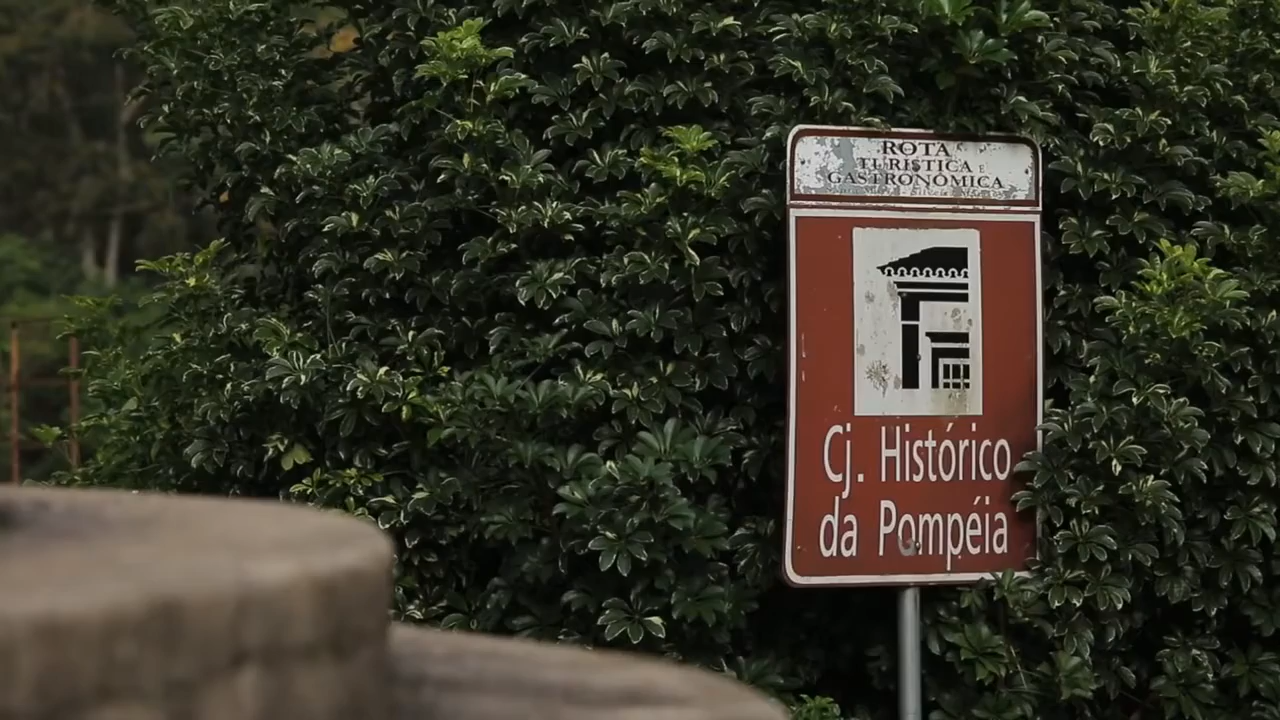 ROTA
TURÍSTICA E
GASTRONÔMICA
Cj. Histórico
da Pompéia